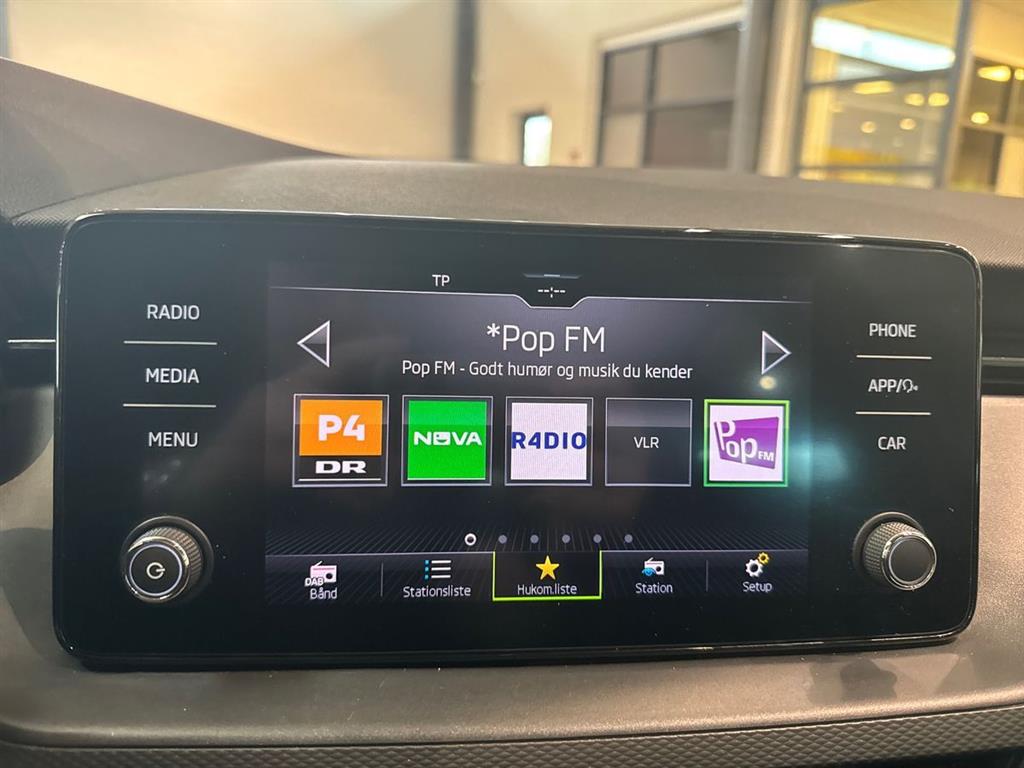 TP
--:--
RADIO
MEDIA
MENU
*Pop FM
Pop FM - Godt humør og musik du kender
P4
DR
NOVA
R4DIO
VLR
Pop FM
PHONE
APP/
CAR
DAB
Bånd
Stationsliste
Hukom.liste
Station
Setup